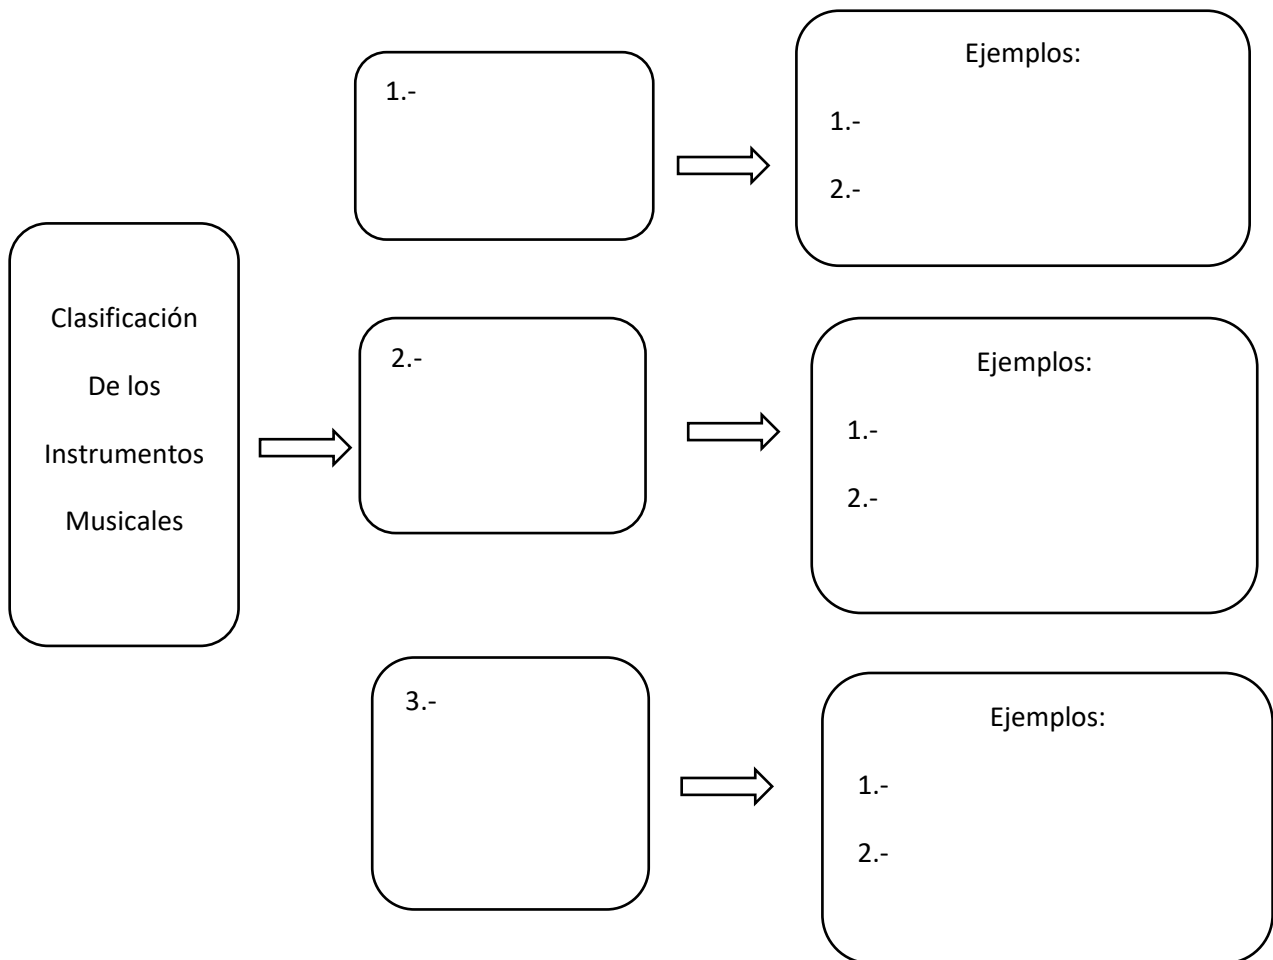 Clasificación
De los
Instrumentos
Musicales
1.-
Ejemplos:
1.-
2.-
2.-
Ejemplos:
1.-
2.-
3.-
Ejemplos:
1.-
2.-